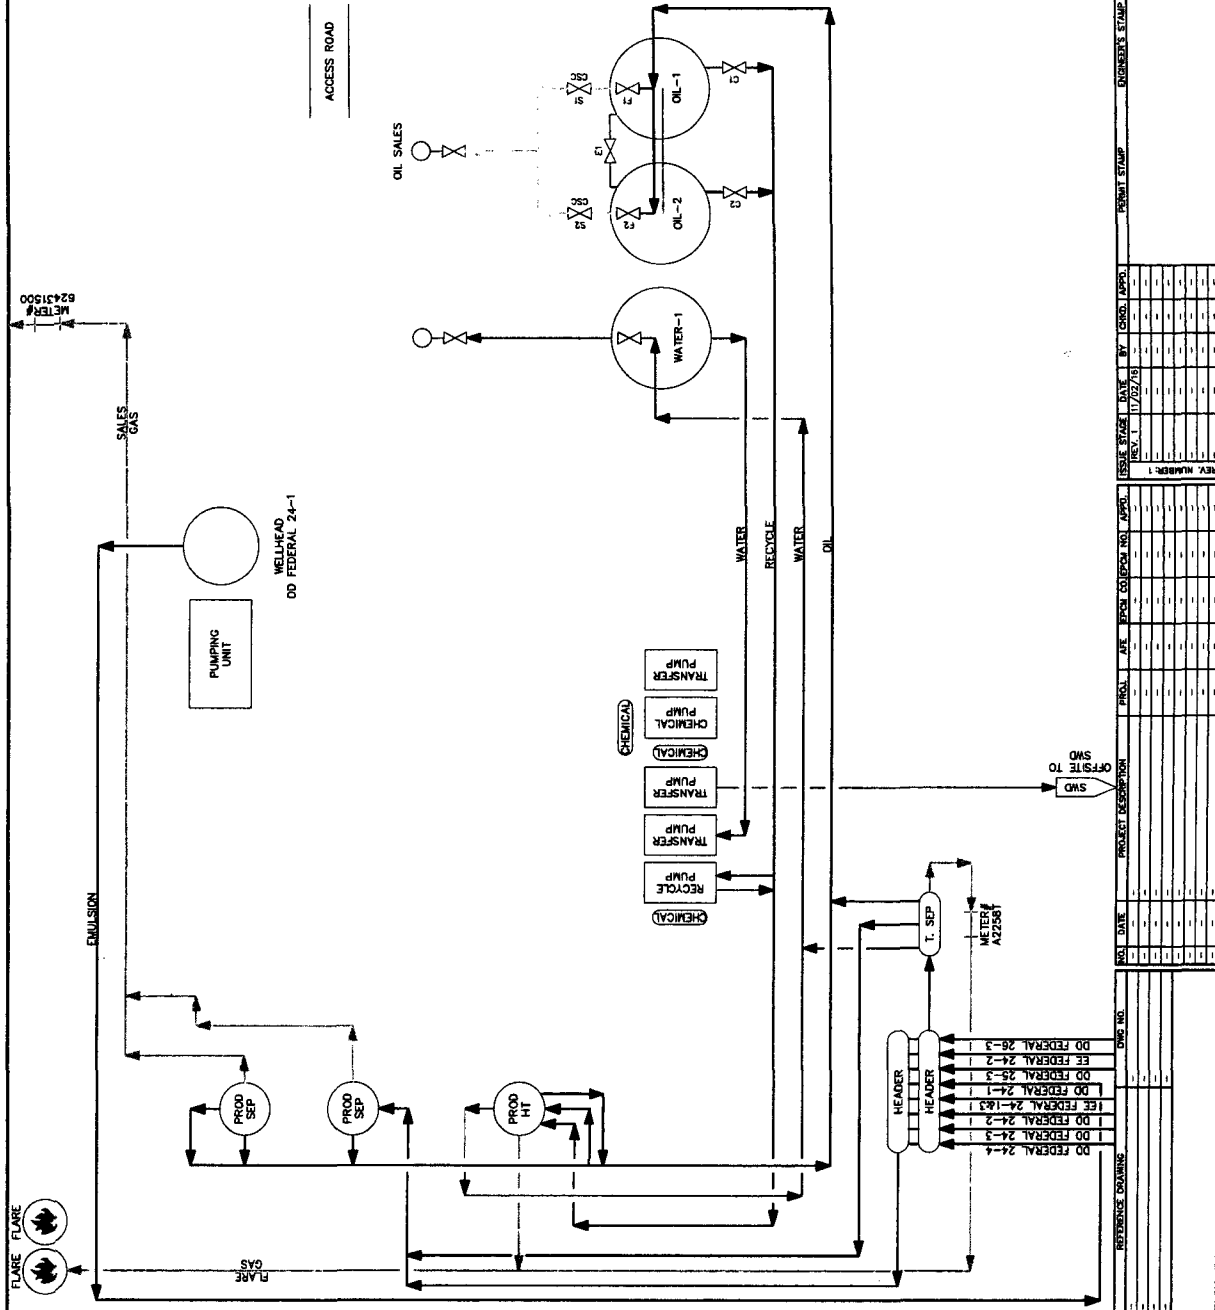 ACCESS ROAD
OIL SALES
S1
CSC
F1
OIL-1
C1
E1
S2
CSC
F2
OIL-2
C2
WATER-1
METER#
62431500
SALES
GAS
WELLHEAD
DD FEDERAL 24-1
PUMPING
UNIT
EMULSION
WATER
RECYCLE
WATER
OIL
TRANSFER
PUMP
CHEMICAL
PUMP
CHEMICAL
CHEMICAL
TRANSFER
PUMP
TRANSFER
PUMP
RECYCLE
PUMP
CHEMICAL
OFFSITE TO
SWD
SWD
T. SEP
METER#
A2258T
PROD
SEP
PROD
SEP
PROD
HT
HEADER
HEADER
DD FEDERAL 26-3
EE FEDERAL 24-2
DD FEDERAL 25-3
DD FEDERAL 24-1
EE FEDERAL 24-1&3
DD FEDERAL 24-2
DD FEDERAL 24-3
DD FEDERAL 24-4
FLARE
FLARE
FLARE
GAS
REFERENCE DRAWING
DWG NO.
NO.
DATE
PROJECT DESCRIPTION
PROJ.
AFE
EPCM CO.
EPCM NO.
APPD.
ISSUE STAGE
DATE
BY
CHKD.
APPD.
REV. 1
11/02/16
REV. NUMBER: 1
PERMIT STAMP
ENGINEER'S STAMP